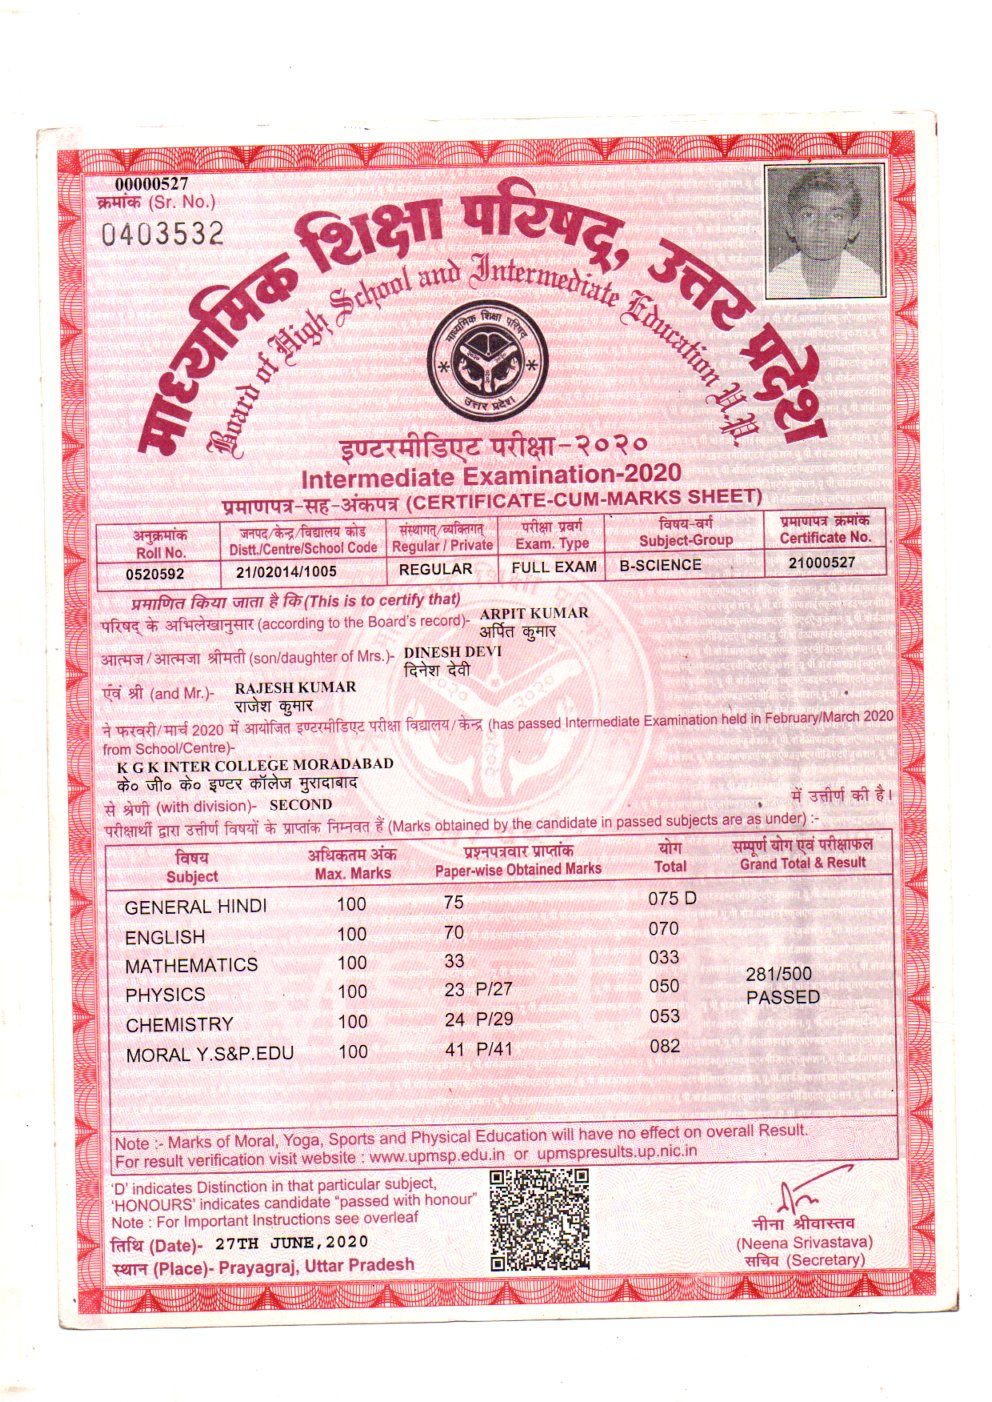 00000527
क्रमांक (Sr. No.)
0403532
माध्यमिक शिक्षा परिषद्, उत्तर प्रदेश
Board of High School and Intermediate Education U.P.
माध्यमिक शिक्षा परिषद
उत्तर प्रदेश
इण्टरमीडिएट परीक्षा-२०२०
Intermediate Examination-2020
प्रमाणपत्र-सह-अंकपत्र (CERTIFICATE-CUM-MARKS SHEET)
अनुक्रमांक जनपद/केन्द्र/विद्यालय कोड संस्थागत्/व्यक्तिगत् परीक्षा प्रवर्ग विषय-वर्ग प्रमाणपत्र क्रमांक
Roll No. Distt./Centre/School Code Regular / Private Exam. Type Subject-Group Certificate No.
0520592 21/02014/1005 REGULAR FULL EXAM B-SCIENCE 21000527
प्रमाणित किया जाता है कि (This is to certify that)
परिषद् के अभिलेखानुसार (according to the Board's record)- ARPIT KUMAR
अर्पित कुमार
आत्मज/आत्मजा श्रीमती (son/daughter of Mrs.)- DINESH DEVI
दिनेश देवी
एवं श्री (and Mr.)- RAJESH KUMAR
राजेश कुमार
ने फरवरी/मार्च 2020 में आयोजित इण्टरमीडिएट परीक्षा विद्यालय/केन्द्र (has passed Intermediate Examination held in February/March 2020
from School/Centre)-
K G K INTER COLLEGE MORADABAD
के० जी० के० इण्टर कॉलेज मुरादाबाद
से श्रेणी (with division)- SECOND में उत्तीर्ण की है।
परीक्षार्थी द्वारा उत्तीर्ण विषयों के प्राप्तांक निम्नवत हैं (Marks obtained by the candidate in passed subjects are as under) :-
विषय अधिकतम अंक प्रश्नपत्रवार प्राप्तांक योग सम्पूर्ण योग एवं परीक्षाफल
Subject Max. Marks Paper-wise Obtained Marks Total Grand Total & Result
GENERAL HINDI 100 75 075 D
ENGLISH 100 70 070
MATHEMATICS 100 33 033
PHYSICS 100 23 P/27 050
CHEMISTRY 100 24 P/29 053
MORAL Y.S&P.EDU 100 41 P/41 082
281/500
PASSED
Note :- Marks of Moral, Yoga, Sports and Physical Education will have no effect on overall Result.
For result verification visit website : www.upmsp.edu.in or upmspresults.up.nic.in
'D' indicates Distinction in that particular subject,
'HONOURS' indicates candidate "passed with honour"
Note : For Important Instructions see overleaf
तिथि (Date)- 27TH JUNE,2020
स्थान (Place)- Prayagraj, Uttar Pradesh
नीना श्रीवास्तव
(Neena Srivastava)
सचिव (Secretary)